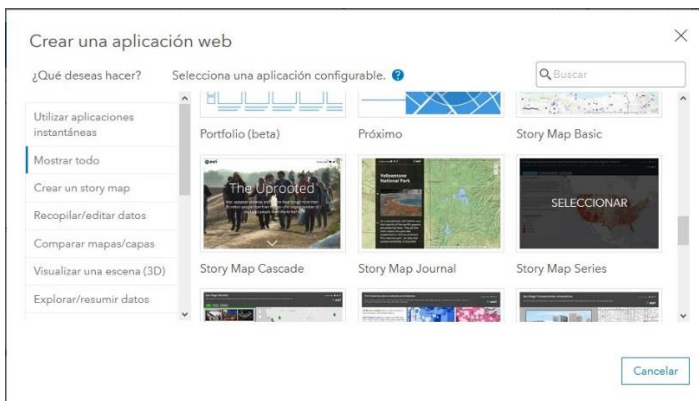 Crear una aplicación web
¿Qué deseas hacer?
Selecciona una aplicación configurable.
Buscar
Utilizar aplicaciones
instantáneas
Mostrar todo
Crear un story map
Recopilar/editar datos
Comparar mapas/capas
Visualizar una escena (3D)
Explorar/resumir datos
Portfolio (beta)
Próximo
Story Map Basic
esri
The Uprooted
Yellowstone
National Park
SELECCIONAR
Story Map Cascade
Story Map Journal
Story Map Series
Cancelar